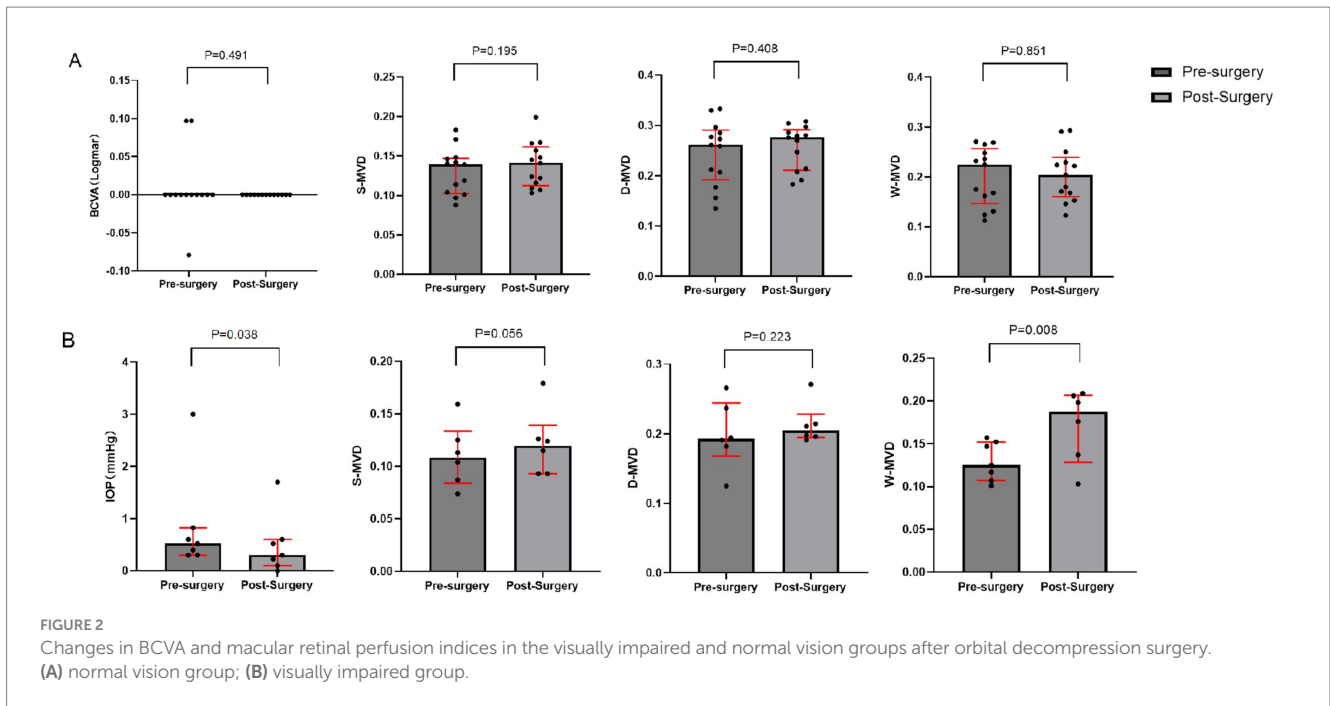 A
P=0.491
P=0.195
P=0.408
P=0.851
Pre-surgery
Post-Surgery
BCVA(Logmar)
0.15
0.10
0.05
0.00
-0.05
-0.10
Pre-surgery
Post-Surgery
S-MVD
0.20
0.15
0.10
0.05
0.00
Pre-surgery
Post-Surgery
D-MVD
0.4
0.3
0.2
0.1
0.0
Pre-surgery
Post-Surgery
W-MVD
0.4
0.3
0.2
0.1
0.0
Pre-surgery
Post-Surgery
B
P=0.038
P=0.056
P=0.223
P=0.008
IOP(mmHg)
4
3
2
1
0
Pre-surgery
Post-Surgery
S-MVD
0.20
0.15
0.10
0.05
0.00
Pre-surgery
Post-Surgery
D-MVD
0.3
0.2
0.1
0.0
Pre-surgery
Post-Surgery
W-MVD
0.25
0.20
0.15
0.10
0.05
0.00
Pre-surgery
Post-Surgery
FIGURE 2
Changes in BCVA and macular retinal perfusion indices in the visually impaired and normal vision groups after orbital decompression surgery.
(A) normal vision group; (B) visually impaired group.